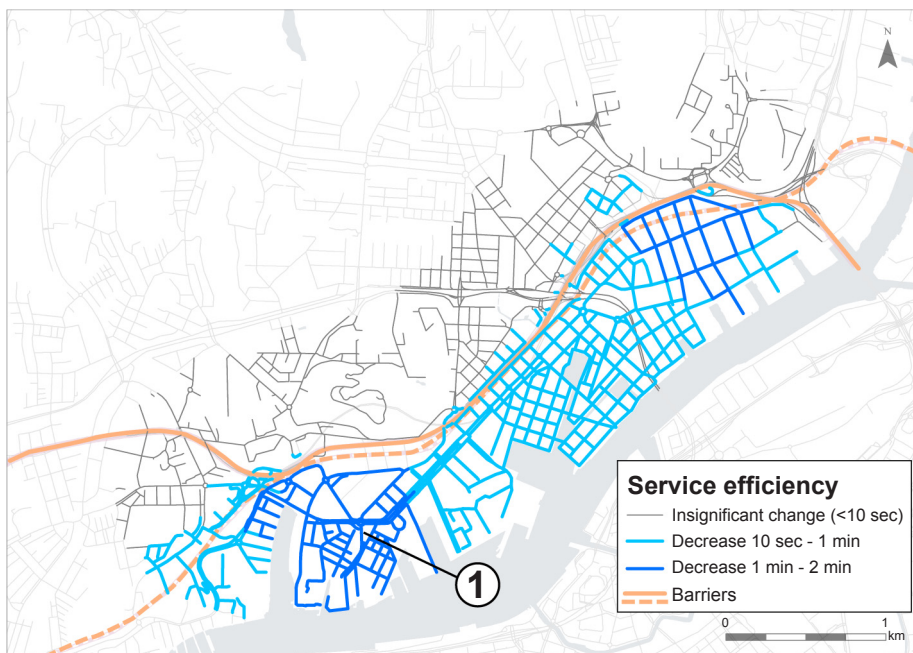 N
1
Service efficiency
Insignificant change (<10 sec)
Decrease 10 sec - 1 min
Decrease 1 min - 2 min
Barriers
0 1
km